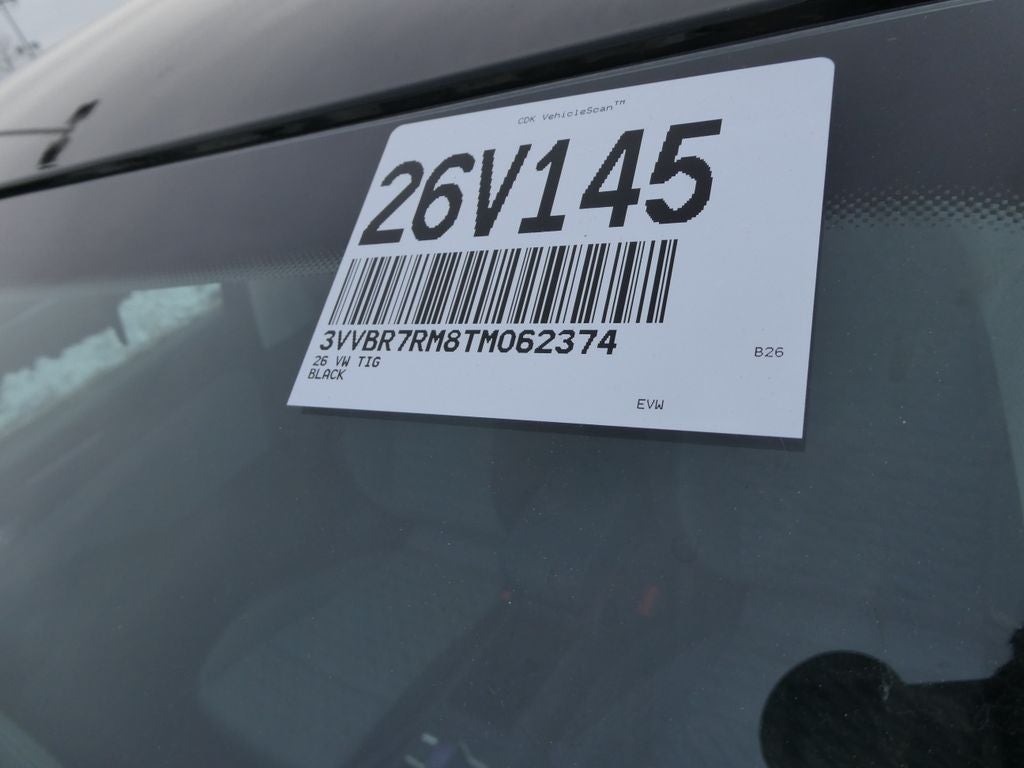 CDK VehicleScan™
26V145
3VVBR7RM8TM062374
26 VW TIG
BLACK
B26
EVW